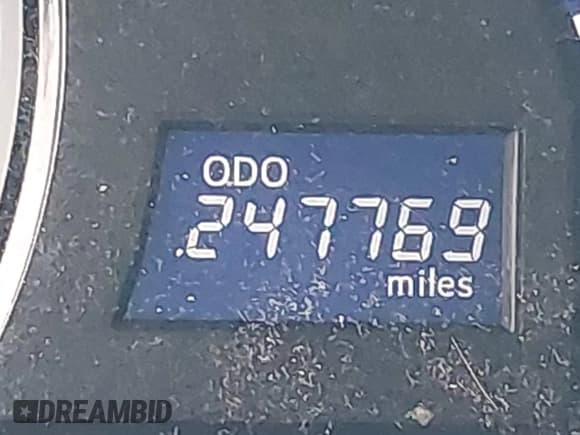 ODO
247769
miles
DREAMBID